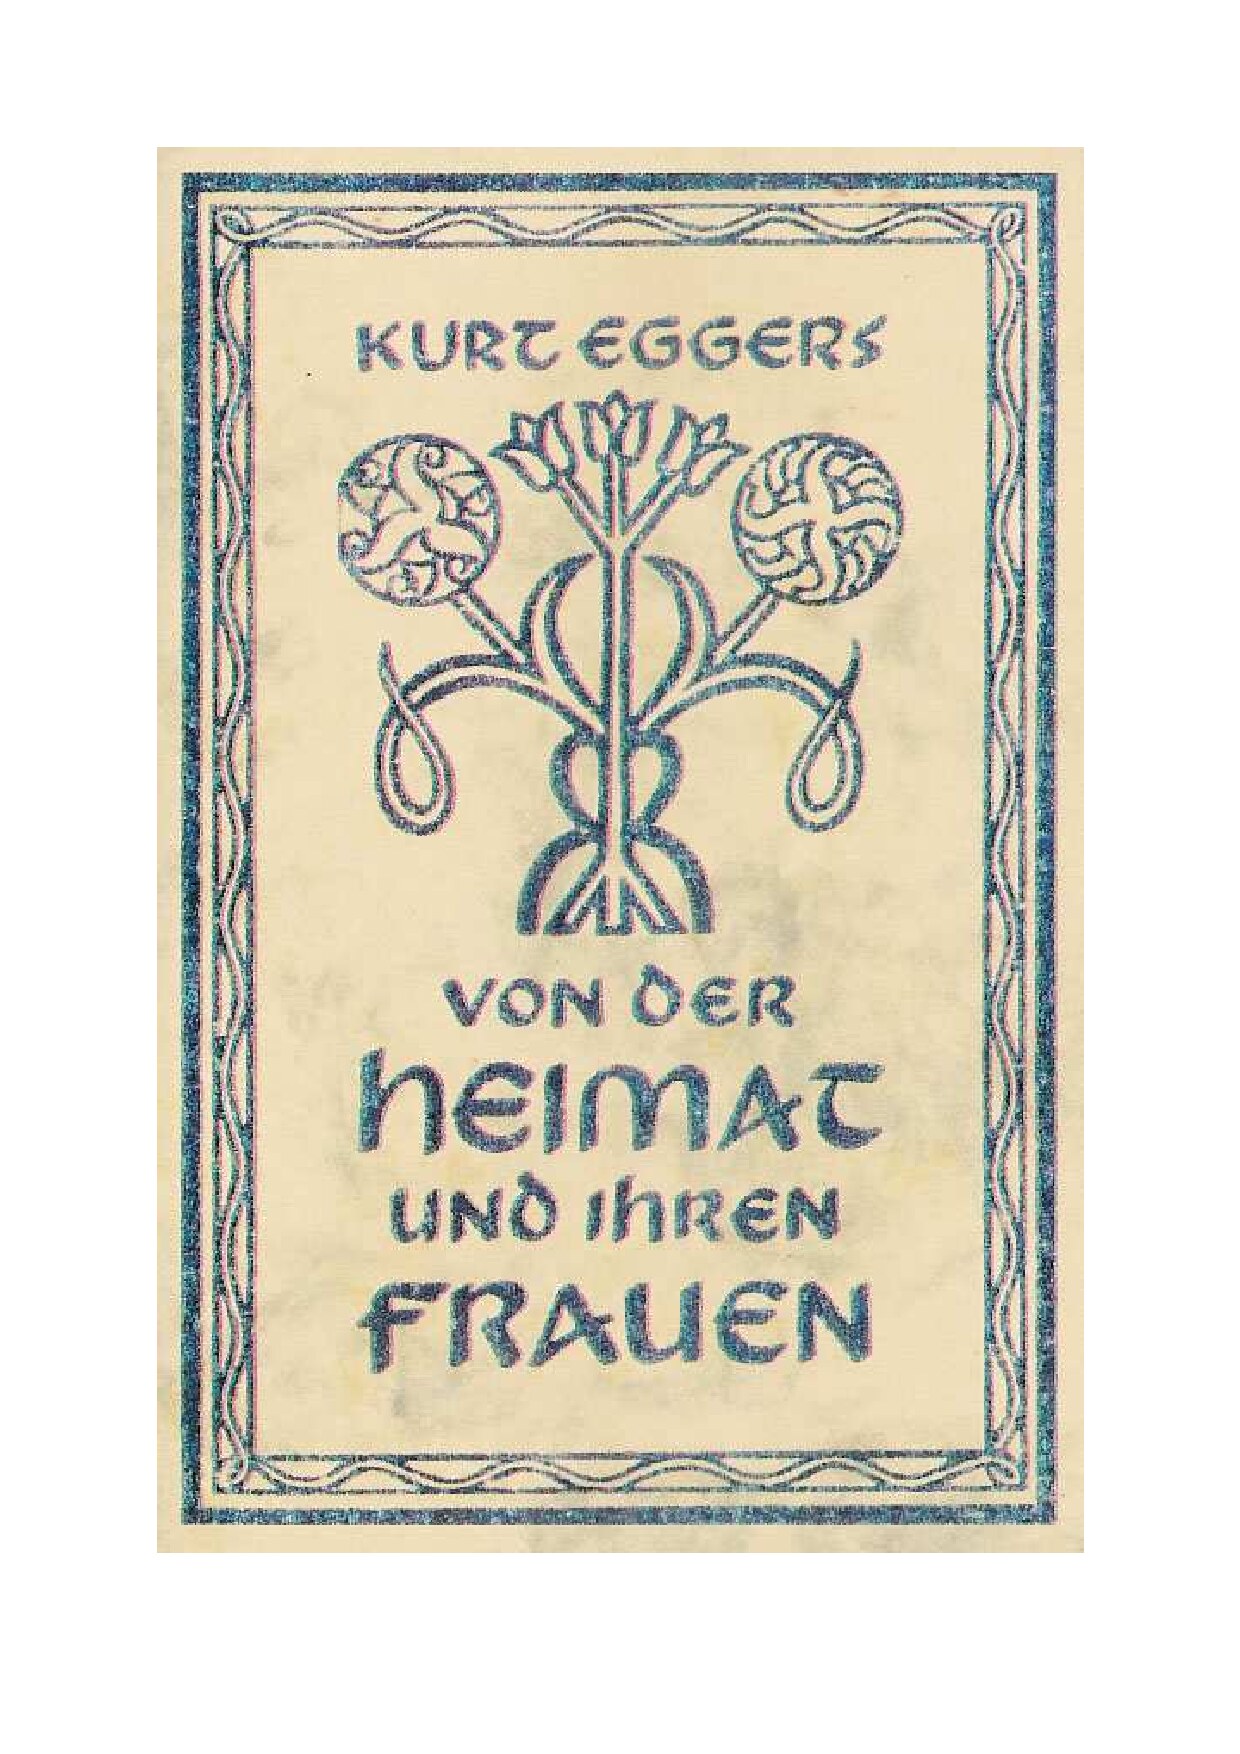 KURT EGGERS
VON DER
HEIMAT
UND IHREN
FRAUEN